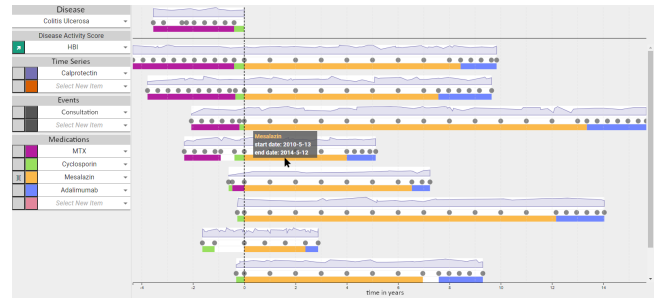 Disease
Colitis Ulcerosa
Disease Activity Score
HBI
Time Series
Calprotectin
Select New Item
Events
Consultation
Select New Item
Medications
MTX
Cyclosporin
Mesalazin
Adalimumab
Select New Item
Mesalazin
start date: 2010-5-13
end date: 2014-5-12
-4 -2 0 2 4 6 8 10 12 14
time in years